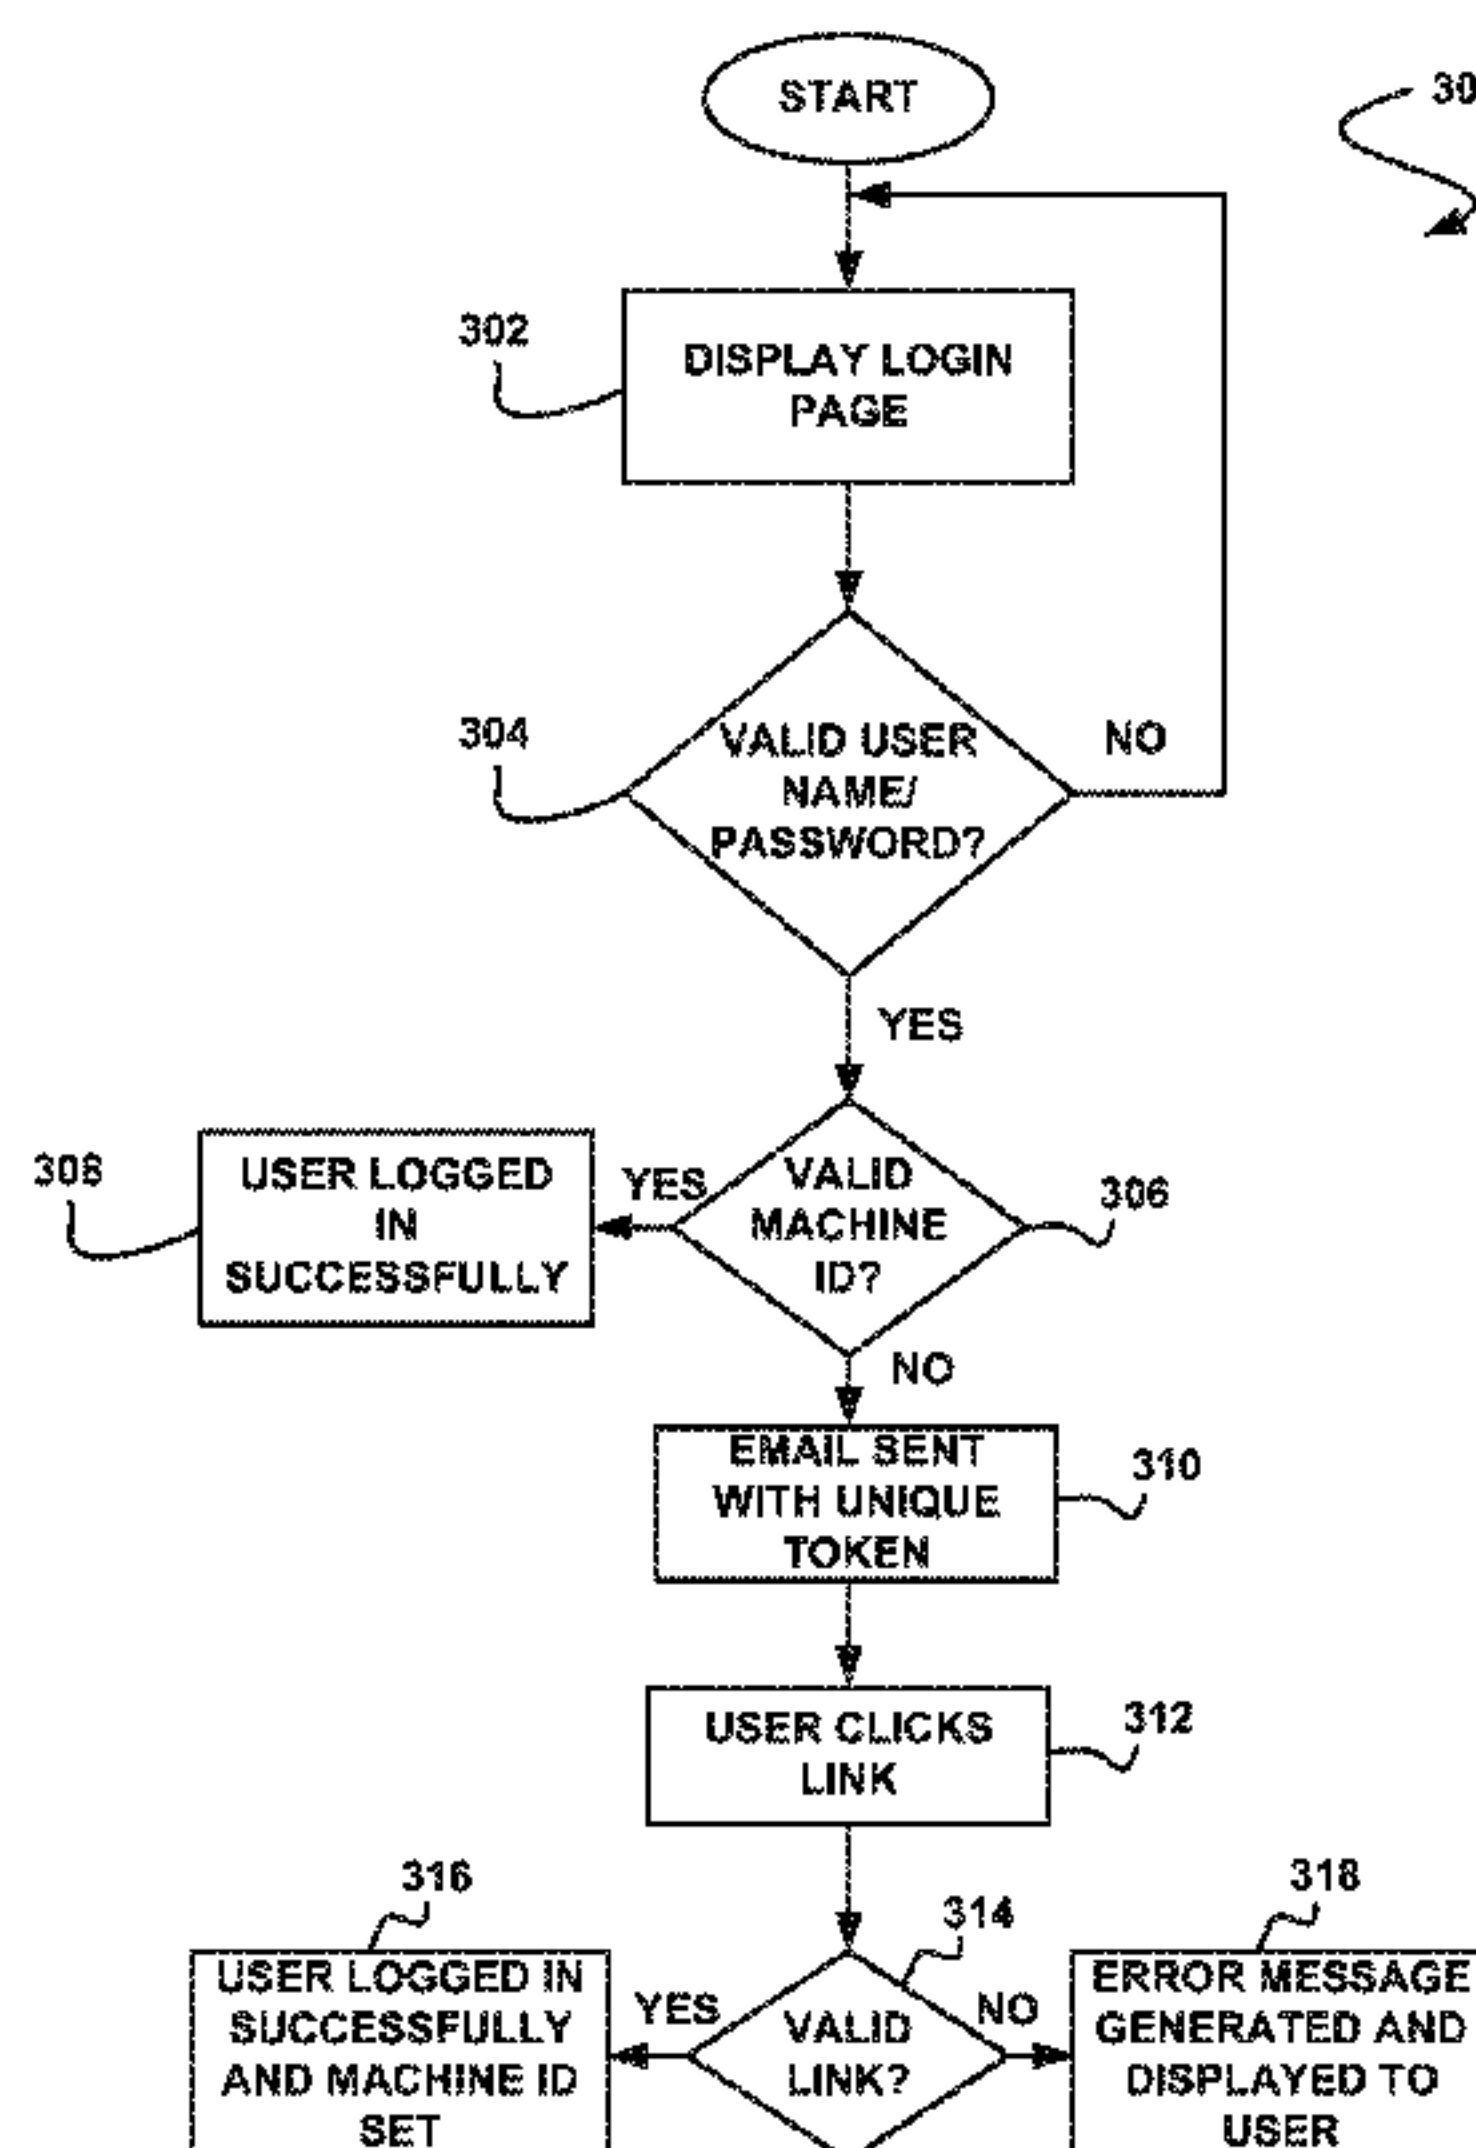 START
30
302
DISPLAY LOGIN
PAGE
304
VALID USER
NAME/
PASSWORD?
NO
YES
308
USER LOGGED
IN
SUCCESSFULLY
YES
VALID
MACHINE
ID?
306
NO
EMAIL SENT
WITH UNIQUE
TOKEN
310
USER CLICKS
LINK
312
316
314
318
USER LOGGED IN
SUCCESSFULLY
AND MACHINE ID
SET
YES
VALID
LINK?
NO
ERROR MESSAGE
GENERATED AND
DISPLAYED TO
USER